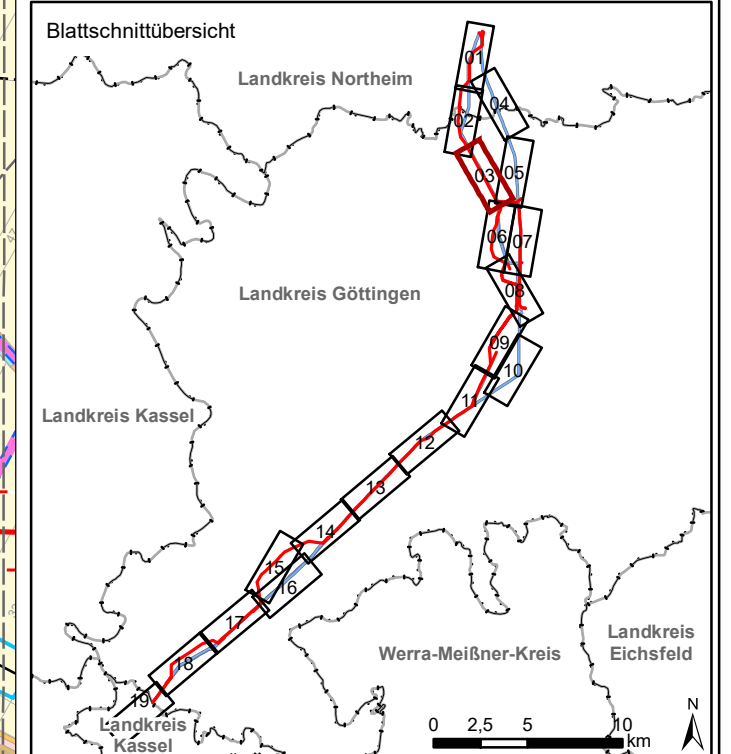 Blattschnittübersicht
01
Landkreis Northeim
04
02
03
05
06
07
Landkreis Göttingen
08
09
10
11
Landkreis Kassel
12
13
14
15
16
17
Landkreis
Eichsfeld
Werra-Meißner-Kreis
18
19
Landkreis
Kassel
N
0 2,5 5 10
km